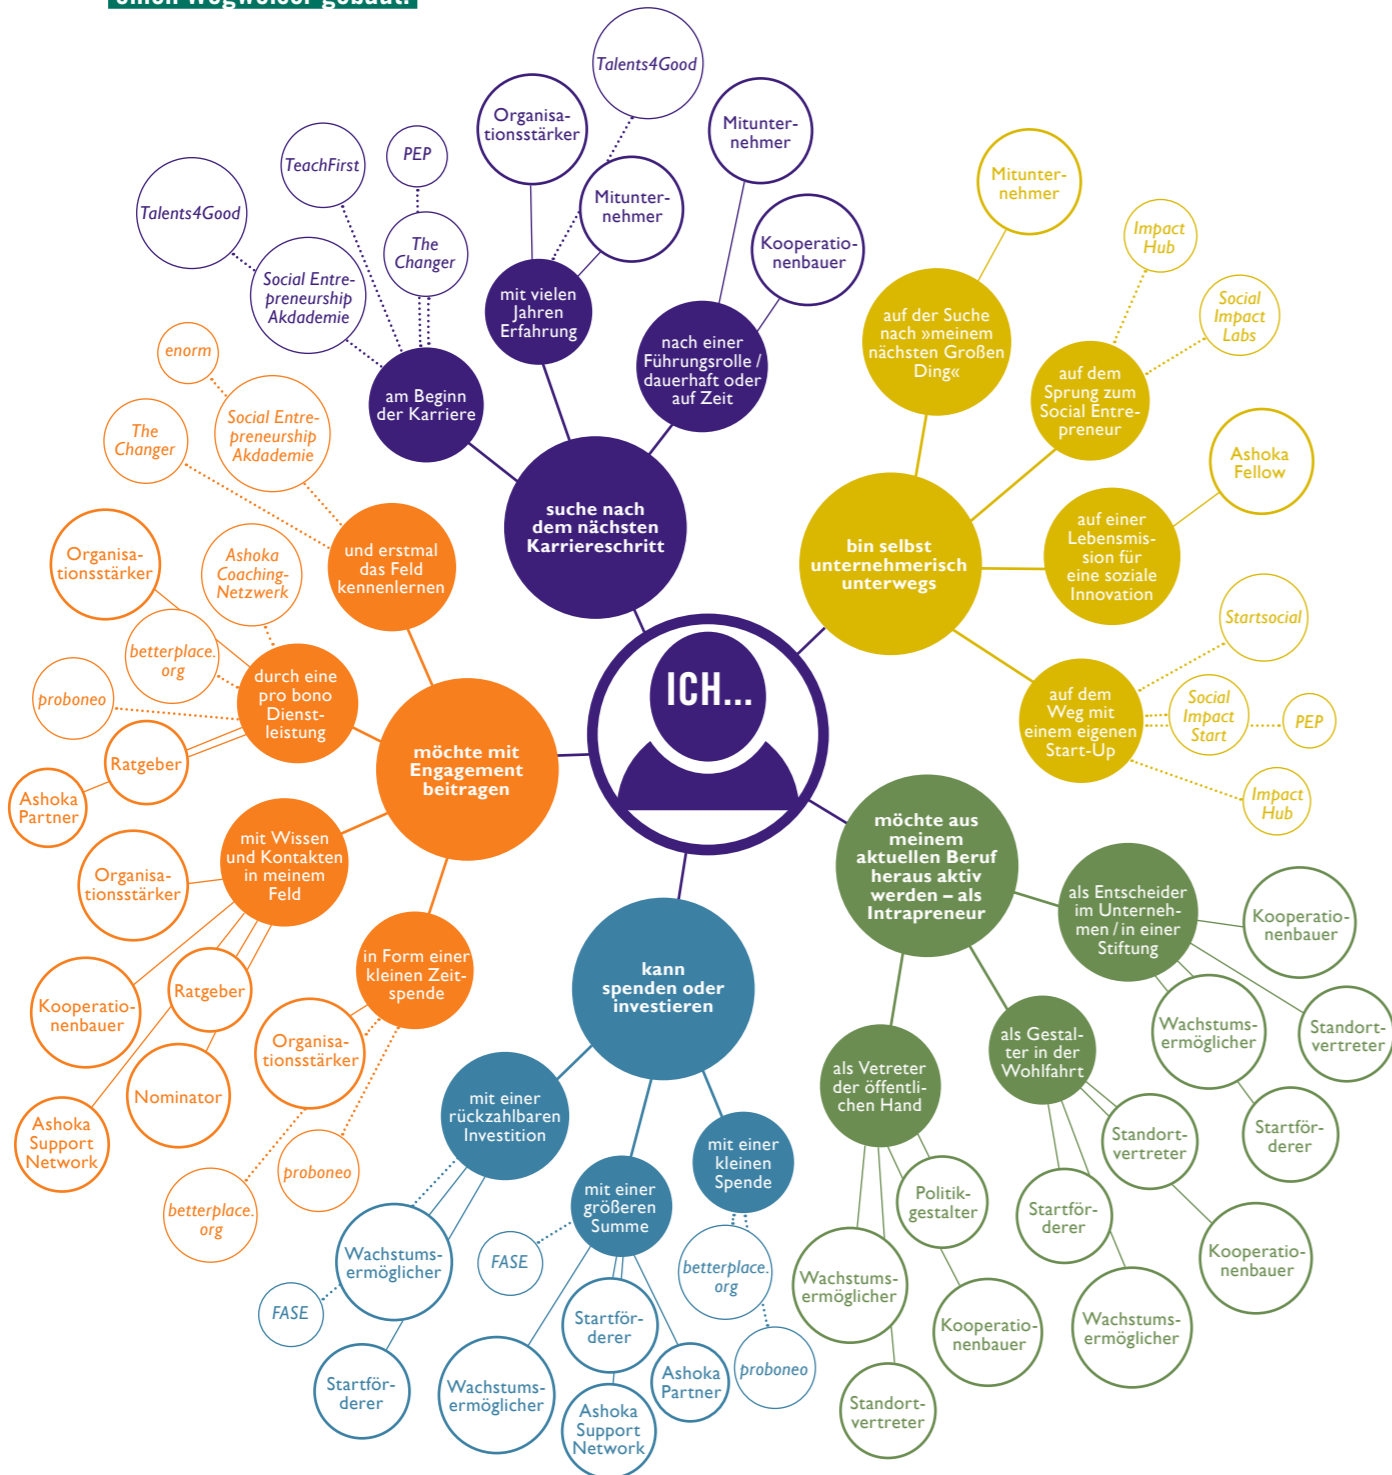 einen Wegweiser gebaut.
Talents4Good
Organisa-
tionsstärker
Mitunter-
nehmer
TeachFirst
PEP
Mitunter-
nehmer
Talents4Good
Mitunter-
nehmer
The
Changer
Kooperatio-
nenbauer
Impact
Hub
Social Entre-
preneurship
Akdademie
mit vielen
Jahren
Erfahrung
auf der Suche
nach »meinem
nächsten Großen
Ding«
Social
Impact
Labs
enorm
am Beginn
der Karriere
nach einer
Führungsrolle /
dauerhaft oder
auf Zeit
auf dem
Sprung zum
Social Entre-
preneur
The
Changer
Social Entre-
preneurship
Akdademie
Ashoka
Fellow
suche nach
dem nächsten
Karriereschritt
bin selbst
unternehmerisch
unterwegs
auf einer
Lebensmis-
sion für
eine soziale
Innovation
Organisa-
tionsstärker
Ashoka
Coaching-
Netzwerk
und erstmal
das Feld
kennenlernen
Startsocial
betterplace.
org
proboneo
durch eine
pro bono
Dienst-
leistung
ICH...
auf dem
Weg mit
einem eigenen
Start-Up
Social
Impact
Start
PEP
Ratgeber
Ashoka
Partner
möchte mit
Engagement
beitragen
Impact
Hub
mit Wissen
und Kontakten
in meinem
Feld
möchte aus
meinem
aktuellen Beruf
heraus aktiv
werden – als
Intrapreneur
Organisa-
tionsstärker
als Entscheider
im Unterneh-
men / in einer
Stiftung
Kooperatio-
nenbauer
in Form einer
kleinen Zeit-
spende
kann
spenden oder
investieren
Kooperatio-
nenbauer
Ratgeber
Organisa-
tionsstärker
Wachstums-
ermöglicher
Standort-
vertreter
als Gestal-
ter in der
Wohlfahrt
als Vetreter
der öffentli-
chen Hand
Nominator
mit einer
rückzahlbaren
Investition
Ashoka
Support
Network
proboneo
mit einer
kleinen
Spende
Standort-
vertreter
Startför-
derer
betterplace.
org
mit einer
größeren
Summe
Politik-
gestalter
Startför-
derer
Wachstums-
ermöglicher
FASE
betterplace.
org
Wachstums-
ermöglicher
Kooperatio-
nenbauer
FASE
Startför-
derer
Kooperatio-
nenbauer
Wachstums-
ermöglicher
proboneo
Startför-
derer
Wachstums-
ermöglicher
Ashoka
Partner
Ashoka
Support
Network
Standort-
vertreter